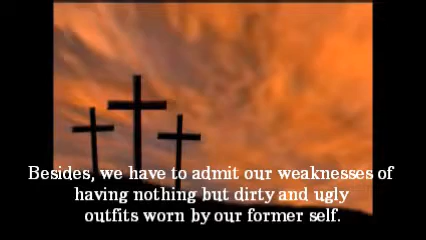 Besides, we have to admit our weaknesses of
having nothing but dirty and ugly
outfits worn by our former self.